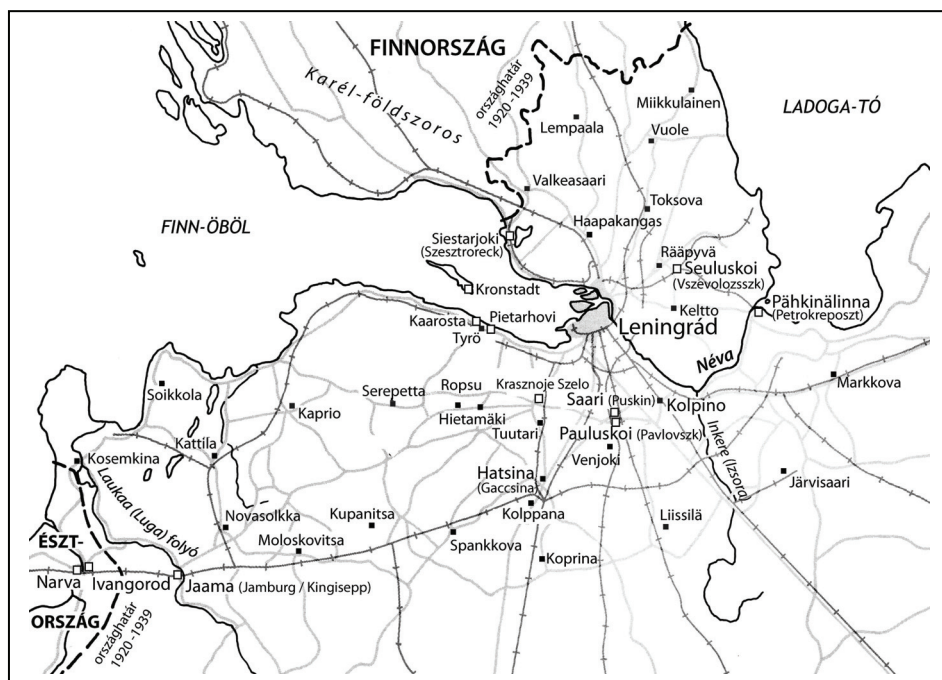 FINNORSZÁG
Karél-földszoros
országhatár
1920 -1939
Miikkulainen
LADOGA-TÓ
Lempaala
Vuole
Valkeasaari
Toksova
FINN-ÖBÖL
Haapakangas
Siestarjoki
(Szesztroreck)
Rääpyvä
Seuluskoi
(Vszevolozsszk)
Kronstadt
Pähkinälinna
(Petrokreposzt)
Kaarosta
Pietarhovi
Keltto
Tyrö
Leningrád
Néva
Markkova
Soikkola
Serepetta
Ropsu
Krasznoje Szelo
Saari (Puskin)
Kolpino
Kaprio
Hietamäki
Tuutari
Pauluskoi (Pavlovszk)
Inkere (Izsora)
Kattila
Venjoki
Kosemkina
Hatsina
(Gaccsina)
Järvisaari
Laukaa (Luga) folyó
Kolppana
Novasolkka
Kupanitsa
Liissilä
Moloskovitsa
Spankkova
Koprina
ÉSZT-
Narva
Ivangorod
Jaama (Jamburg / Kingisepp)
ORSZÁG
országhatár
1920 -1939